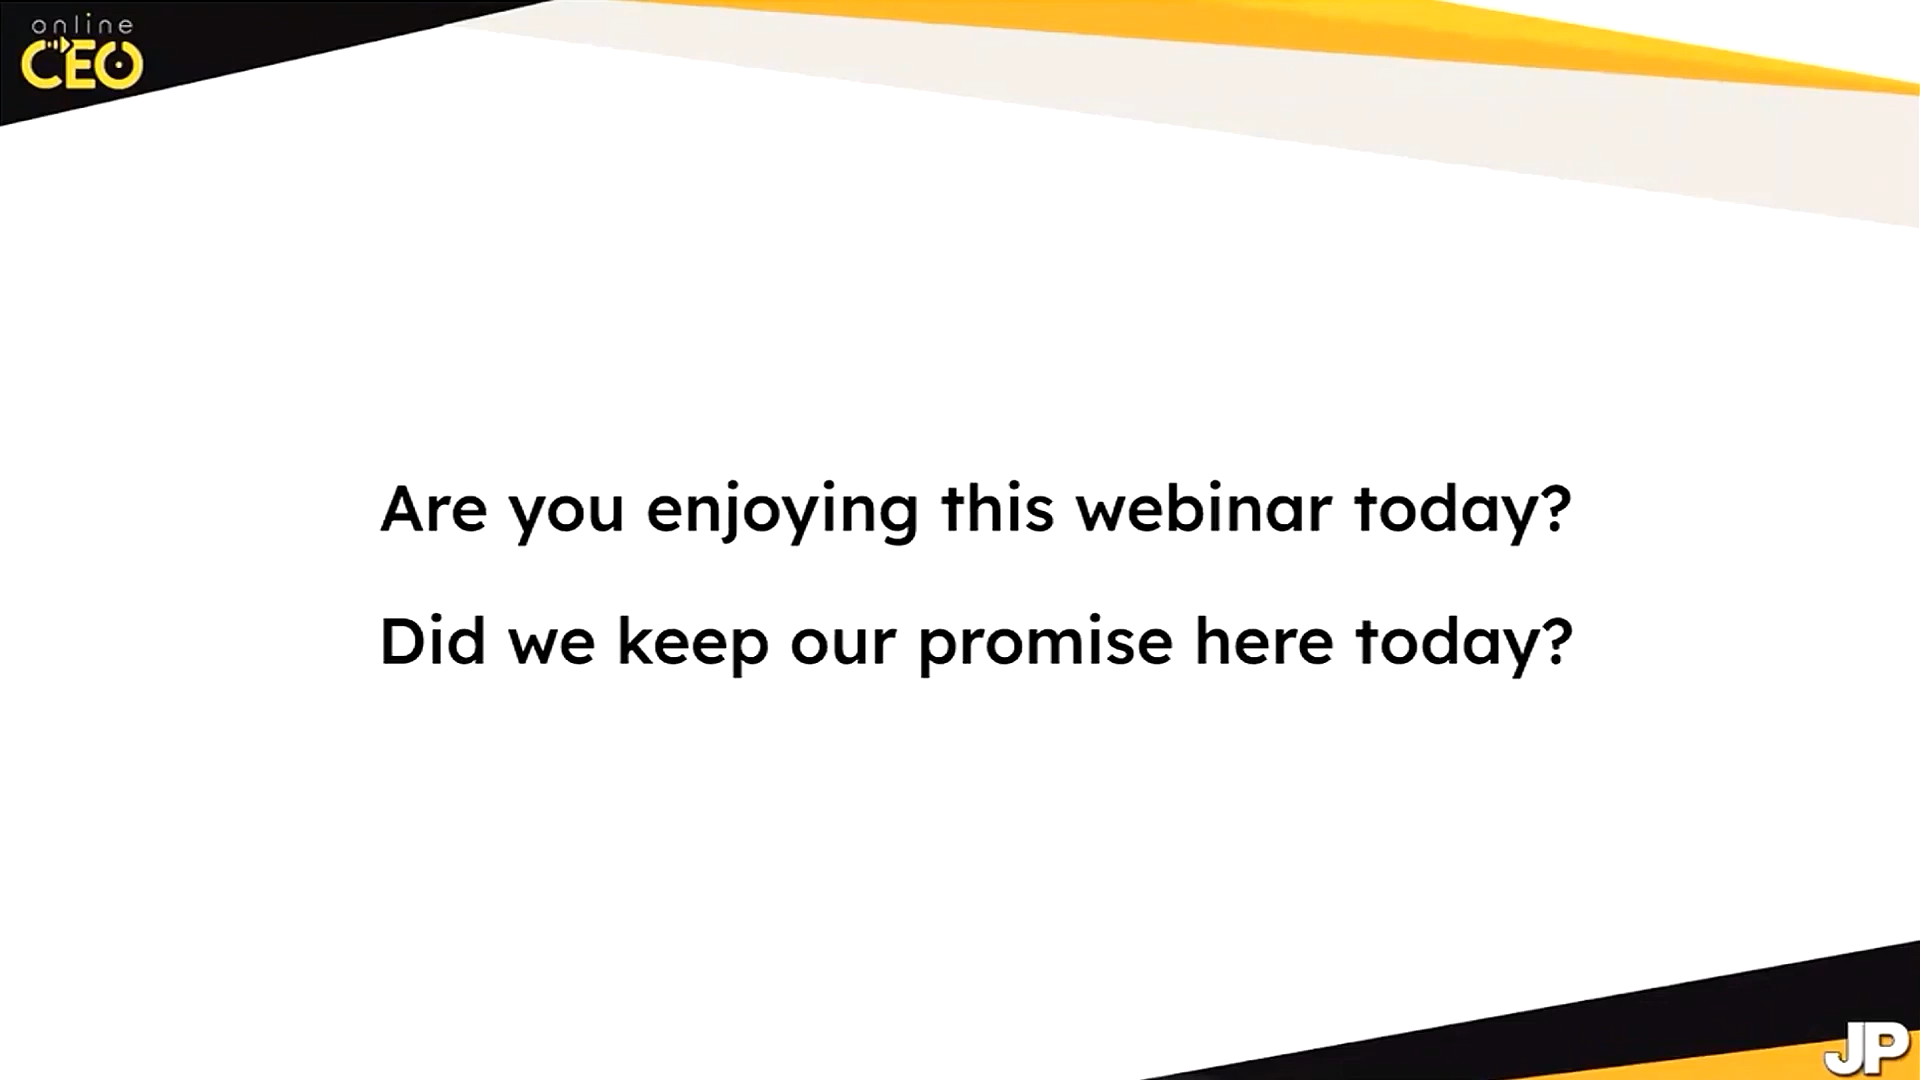 online
CEO
Are you enjoying this webinar today?
Did we keep our promise here today?
JP